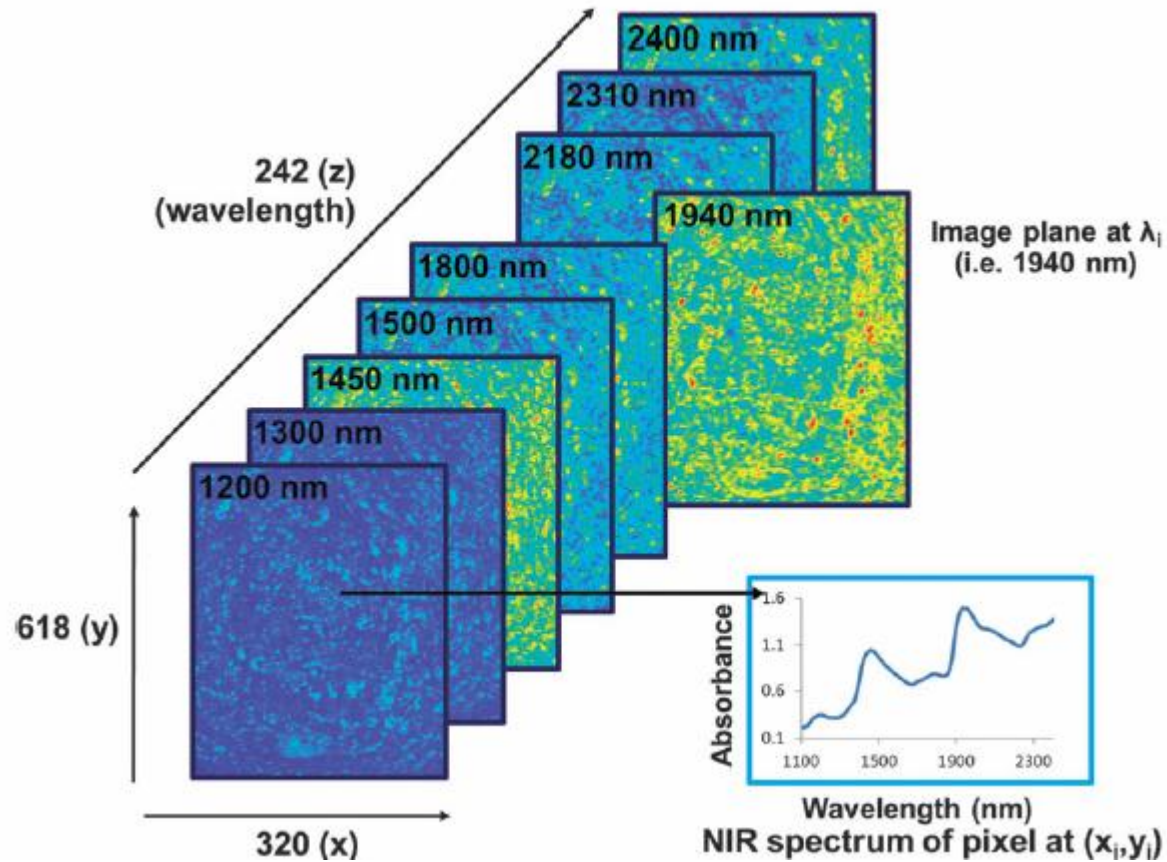 2400 nm
2310 nm
2180 nm
1940 nm
1800 nm
1500 nm
1450 nm
1300 nm
1200 nm
242 (z)
(wavelength)
Image plane at λi
(i.e. 1940 nm)
618 (y)
320 (x)
Absorbance
1.6
1.1
0.6
0.1
1100 1500 1900 2300
Wavelength (nm)
NIR spectrum of pixel at (xi,yi)